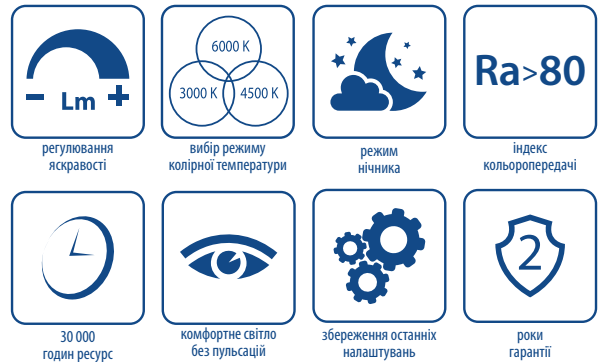 - Lm +
регулювання
яскравості
6000 K
3000 K 4500 K
вибір режиму
колірної температури
режим
нічника
Ra>80
індекс
кольоропередачі
30 000
годин ресурс
комфортне світло
без пульсацій
збереження останніх
налаштувань
2
роки
гарантії